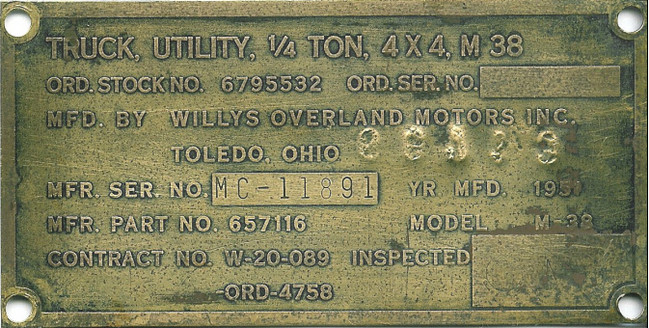 TRUCK, UTILITY, 1/4 TON, 4 X 4, M 38
ORD. STOCK NO. 6795532 ORD. SER. NO.
MFD. BY WILLYS OVERLAND MOTORS INC.
TOLEDO, OHIO
MFR. SER. NO. MC-11891 YR MFD. 195
MFR. PART NO. 657116 MODEL M-38
CONTRACT NO. W-20-089 INSPECTED
-ORD-4758